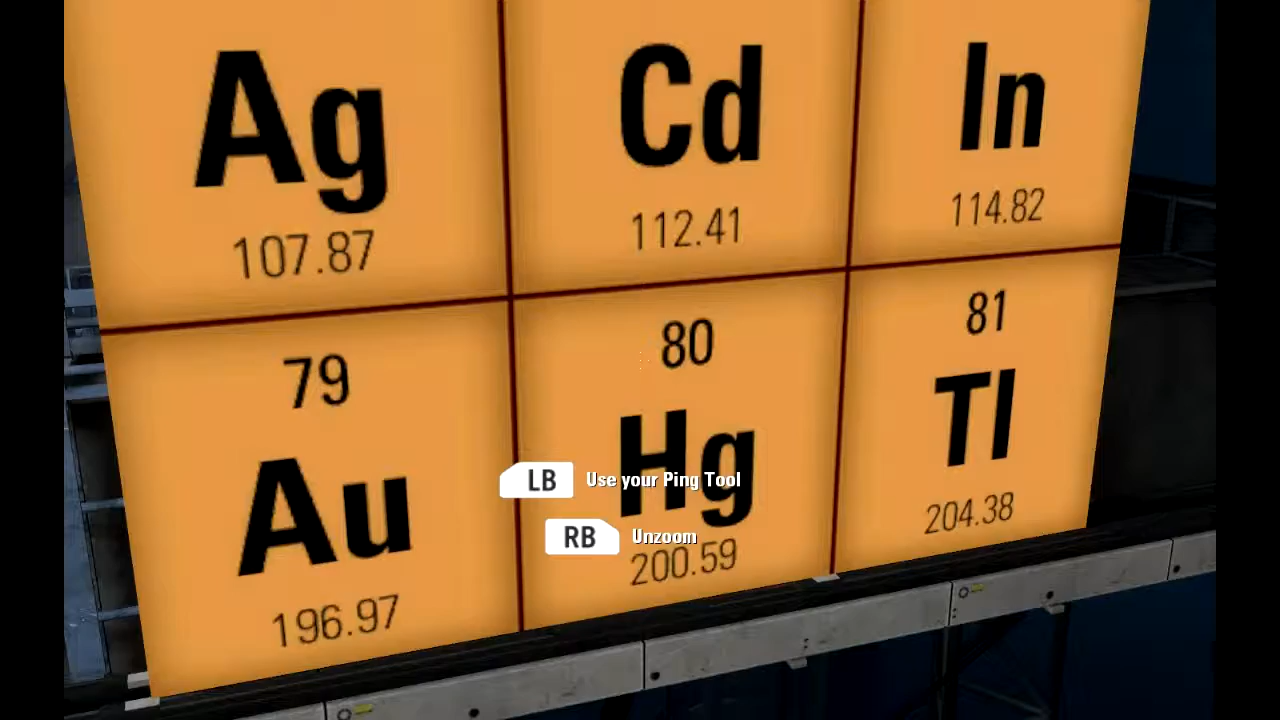 Ag
Cd
In
107.87
112.41
114.82
79
80
81
Au
Hg
Tl
196.97
200.59
204.38
LB Use your Ping Tool
RB Unzoom